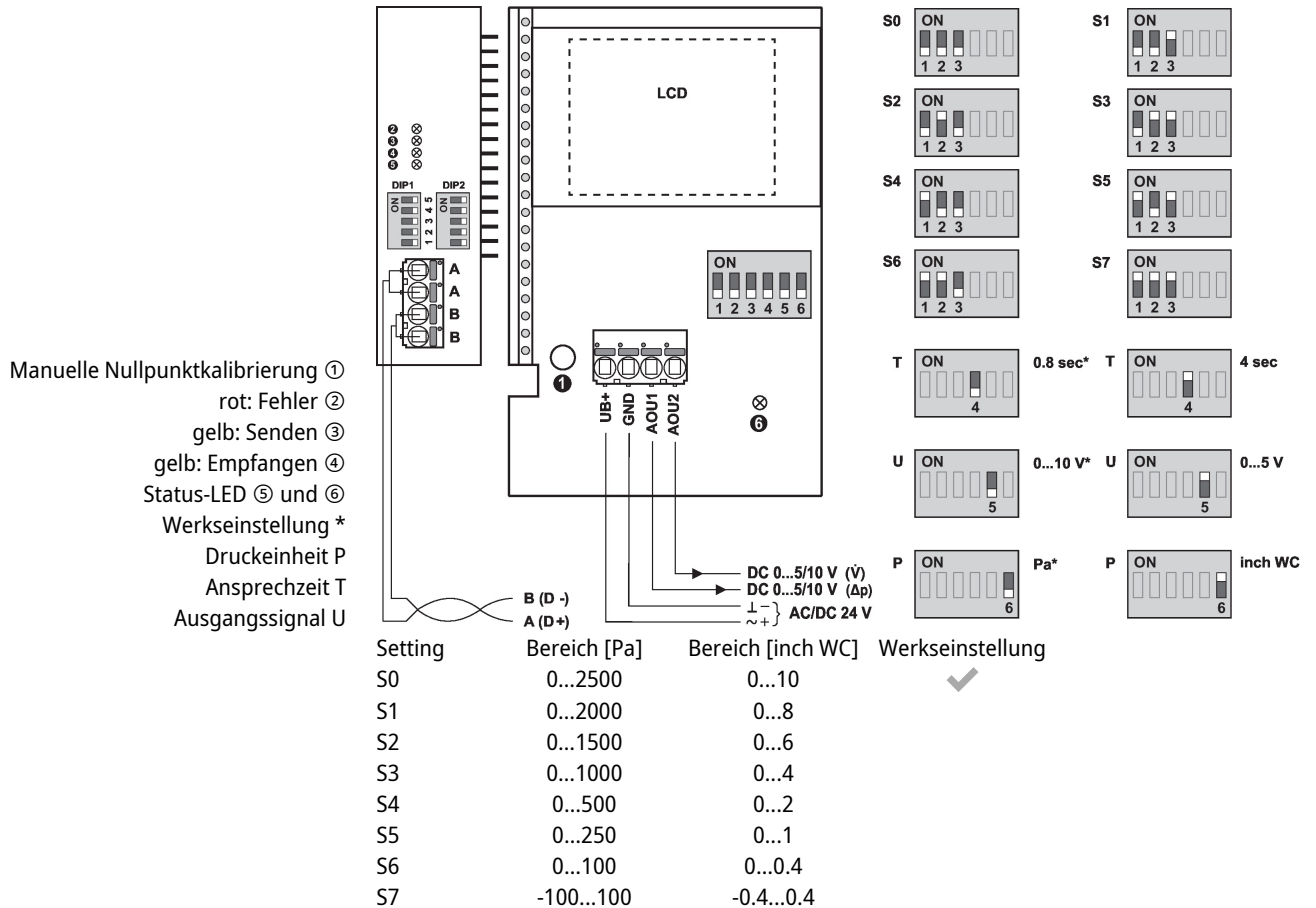 LCD
❷
❸
❹
❺
DIP1 DIP2
ON ON
1 2 3 4 5
A
A
B
B
ON
1 2 3 4 5 6
❶
UB+ GND AOU1 AOU2
❻
DC 0...5/10 V (V̇)
DC 0...5/10 V (Δp)
⊥ − AC/DC 24 V
~ +
B (D -)
A (D+)
Manuelle Nullpunktkalibrierung ①
rot: Fehler ②
gelb: Senden ③
gelb: Empfangen ④
Status-LED ⑤ und ⑥
Werkseinstellung *
Druckeinheit P
Ansprechzeit T
Ausgangssignal U
S0 ON
1 2 3
S1 ON
1 2 3
S2 ON
1 2 3
S3 ON
1 2 3
S4 ON
1 2 3
S5 ON
1 2 3
S6 ON
1 2 3
S7 ON
1 2 3
T ON 0.8 sec*
4
T ON 4 sec
4
U ON 0...10 V*
5
U ON 0...5 V
5
P ON Pa*
6
P ON inch WC
6
Setting Bereich [Pa] Bereich [inch WC] Werkseinstellung
S0 0...2500 0...10 ✔
S1 0...2000 0...8
S2 0...1500 0...6
S3 0...1000 0...4
S4 0...500 0...2
S5 0...250 0...1
S6 0...100 0...0.4
S7 -100...100 -0.4...0.4